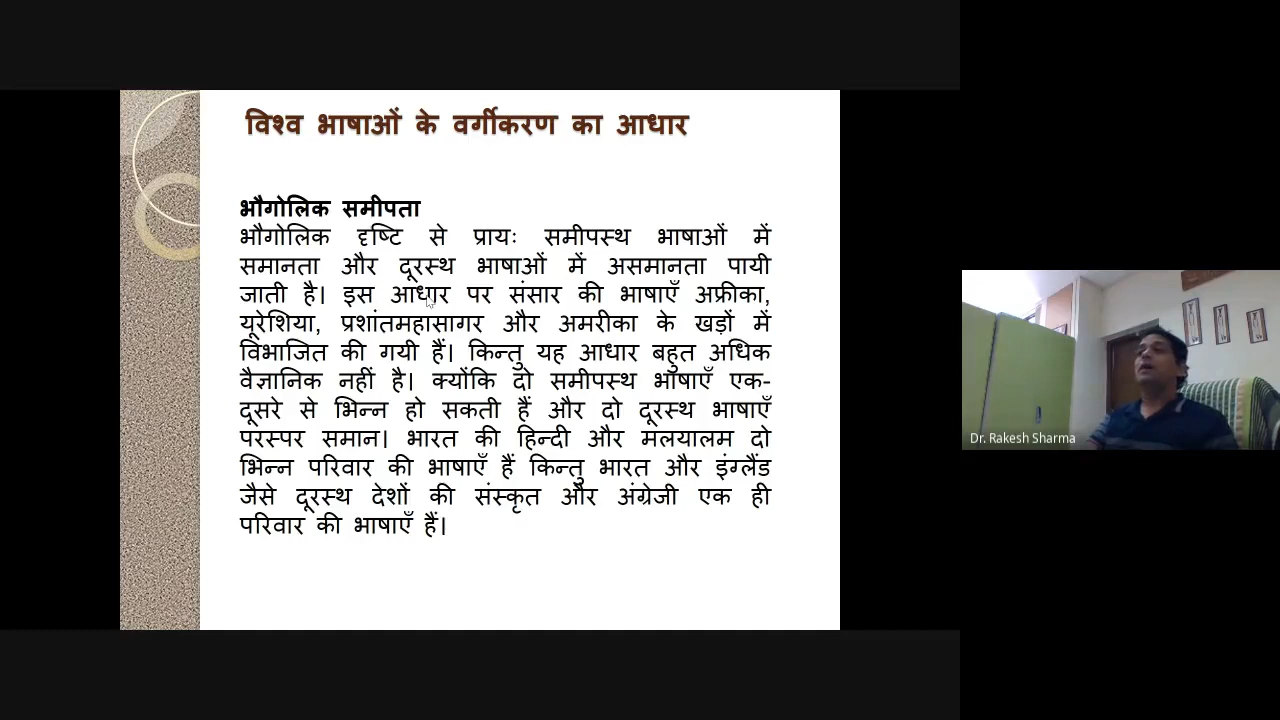 विश्व भाषाओं के वर्गीकरण का आधार
भौगोलिक समीपता
भौगोलिक दृष्टि से प्रायः समीपस्थ भाषाओं में
समानता और दूरस्थ भाषाओं में असमानता पायी
जाती है। इस आधार पर संसार की भाषाएँ अफ्रीका,
यूरेशिया, प्रशांतमहासागर और अमरीका के खड़ों में
विभाजित की गयी हैं। किन्तु यह आधार बहुत अधिक
वैज्ञानिक नहीं है। क्योंकि दो समीपस्थ भाषाएँ एक-
दूसरे से भिन्न हो सकती हैं और दो दूरस्थ भाषाएँ
परस्पर समान। भारत की हिन्दी और मलयालम दो
भिन्न परिवार की भाषाएँ हैं किन्तु भारत और इंग्लैंड
जैसे दूरस्थ देशों की संस्कृत और अंग्रेजी एक ही
परिवार की भाषाएँ हैं।
Dr. Rakesh Sharma